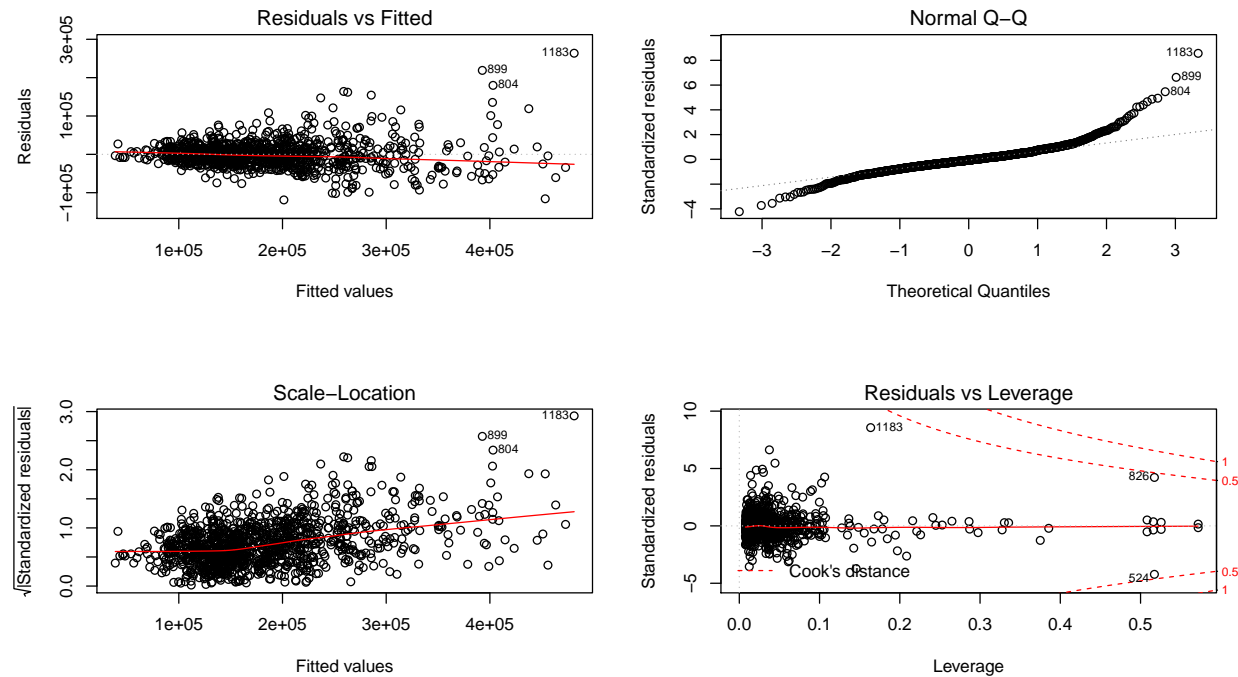 Residuals vs Fitted
3e+05
1e+05
−1e+05
Residuals
1183
899
804
1e+05 2e+05 3e+05 4e+05
Fitted values
Normal Q−Q
8
6
4
2
0
−4
Standardized residuals
1183
899
804
−3 −2 −1 0 1 2 3
Theoretical Quantiles
Scale−Location
3.0
2.0
1.0
0.0
√|Standardized residuals|
1183
899
804
1e+05 2e+05 3e+05 4e+05
Fitted values
Residuals vs Leverage
10
5
0
−5
Standardized residuals
1183
826
524
1
0.5
0.5
1
Cook's distance
0.0 0.1 0.2 0.3 0.4 0.5
Leverage